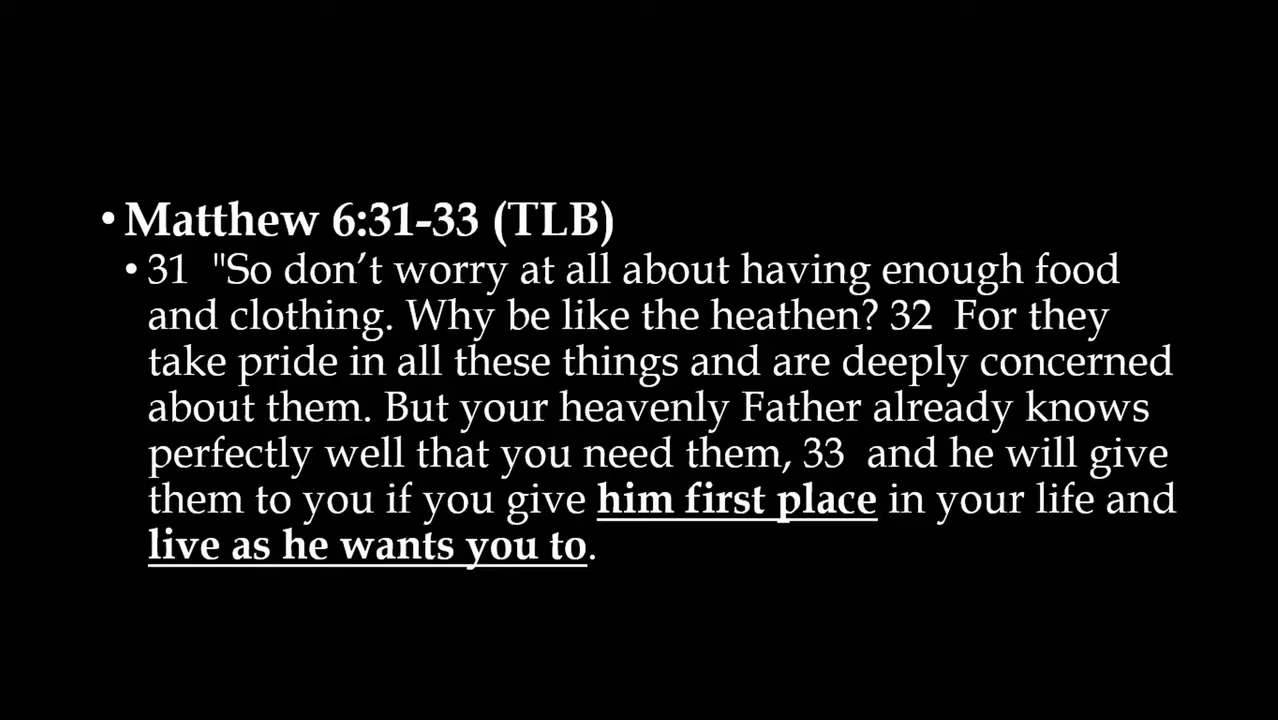 • Matthew 6:31-33 (TLB)
• 31  "So don’t worry at all about having enough food
and clothing. Why be like the heathen? 32  For they
take pride in all these things and are deeply concerned
about them. But your heavenly Father already knows
perfectly well that you need them, 33  and he will give
them to you if you give him first place in your life and
live as he wants you to.